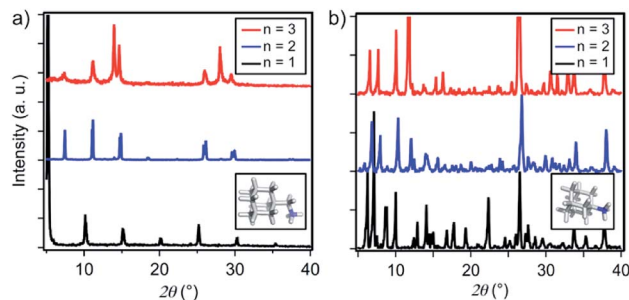 a)
Intensity (a. u.)
n = 3
n = 2
n = 1
10 20 30 40
2θ (°)
b)
n = 3
n = 2
n = 1
5 10 15 20 25 30 35 40
2θ (°)